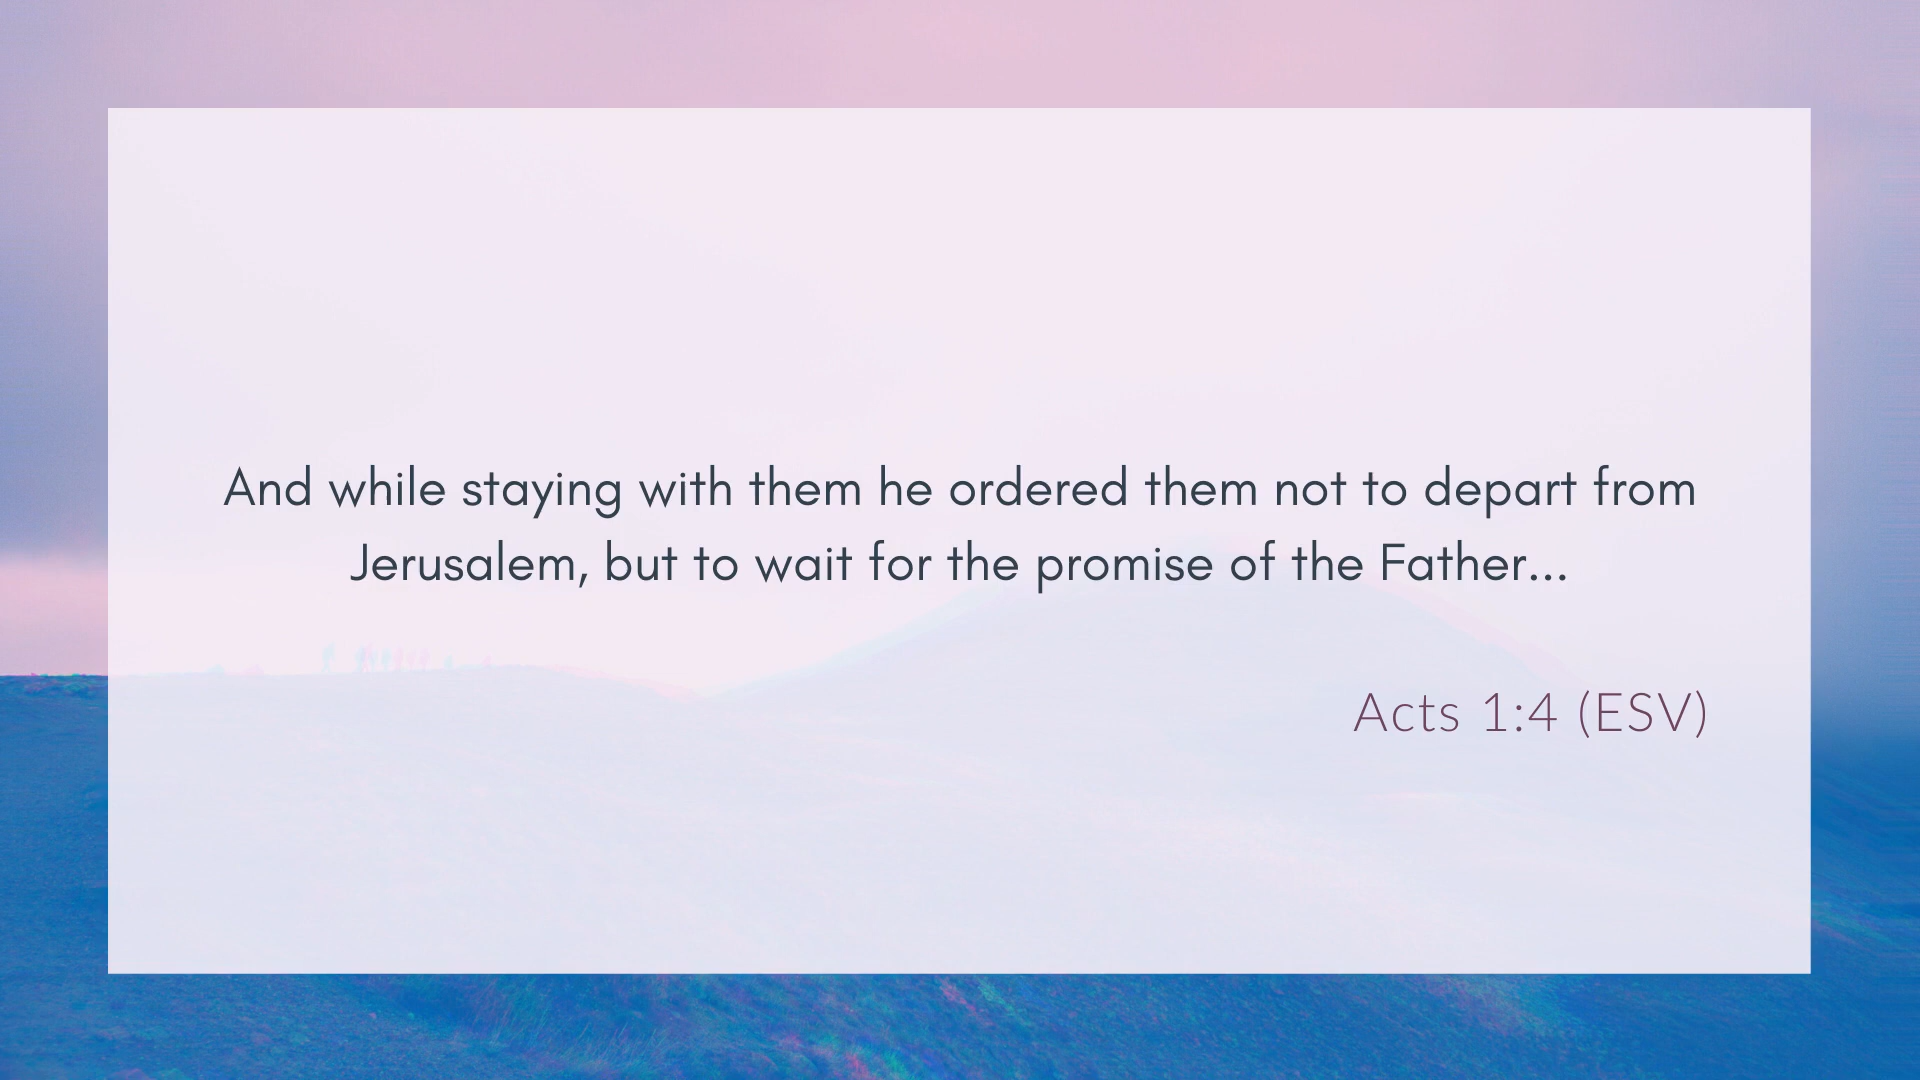 And while staying with them he ordered them not to depart from
Jerusalem, but to wait for the promise of the Father...
Acts 1:4 (ESV)